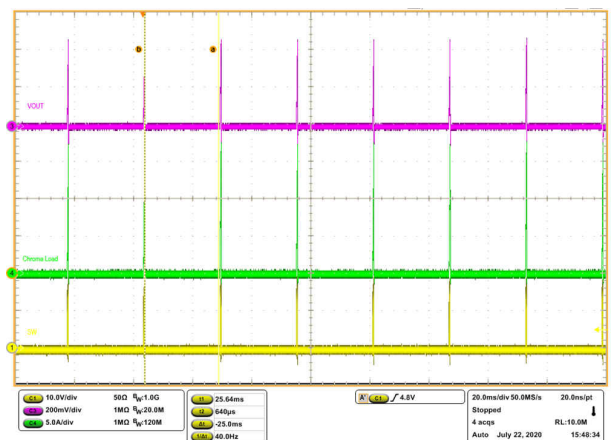 b
a
VOUT
3
Chroma Load
4
SW
1
C1 10.0V/div 50Ω BW:1.0G
C3 200mV/div 1MΩ BW:20.0M
C4 5.0A/div 1MΩ BW:120M
t1 25.64ms
t2 640µs
Δt -25.0ms
1/Δt 40.0Hz
A' C1 4.8V
20.0ms/div 50.0MS/s 20.0ns/pt
Stopped
4 acqs RL:10.0M
Auto July 22, 2020 15:48:34